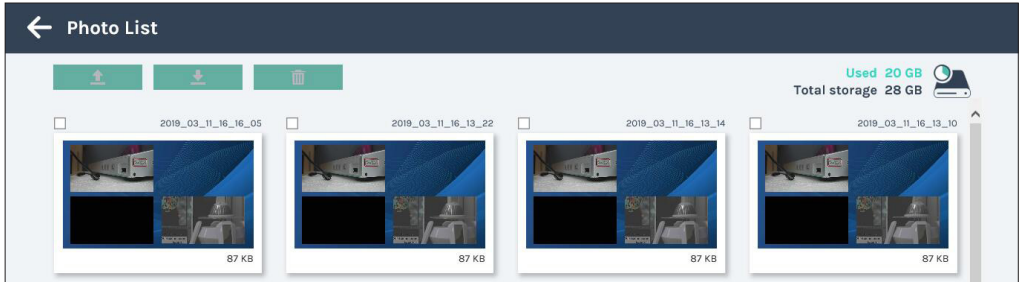 Photo List
Used 20 GB
Total storage 28 GB
2019_03_11_16_16_05
2019_03_11_16_13_22
2019_03_11_16_13_14
2019_03_11_16_13_10
87 KB
87 KB
87 KB
87 KB